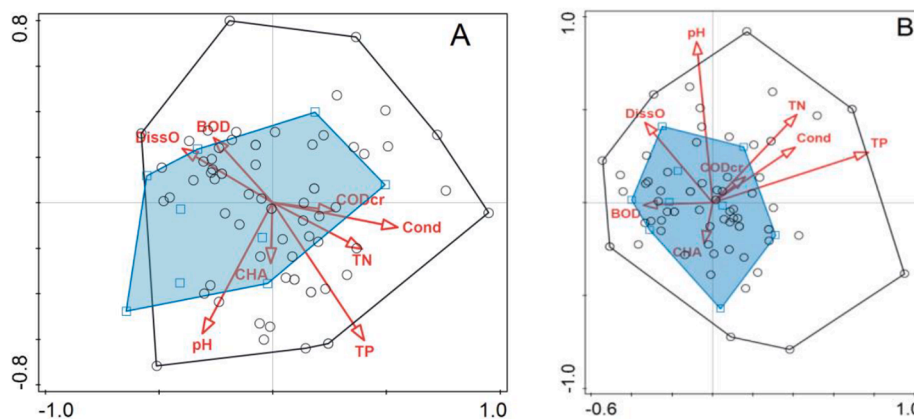 A
0.8
-0.8
-1.0
1.0
DissO
BOD
CODcr
Cond
TN
CHA
pH
TP
B
1.0
-1.0
-0.6
1.0
pH
DissO
TN
Cond
TP
CODcr
BOD
CHA